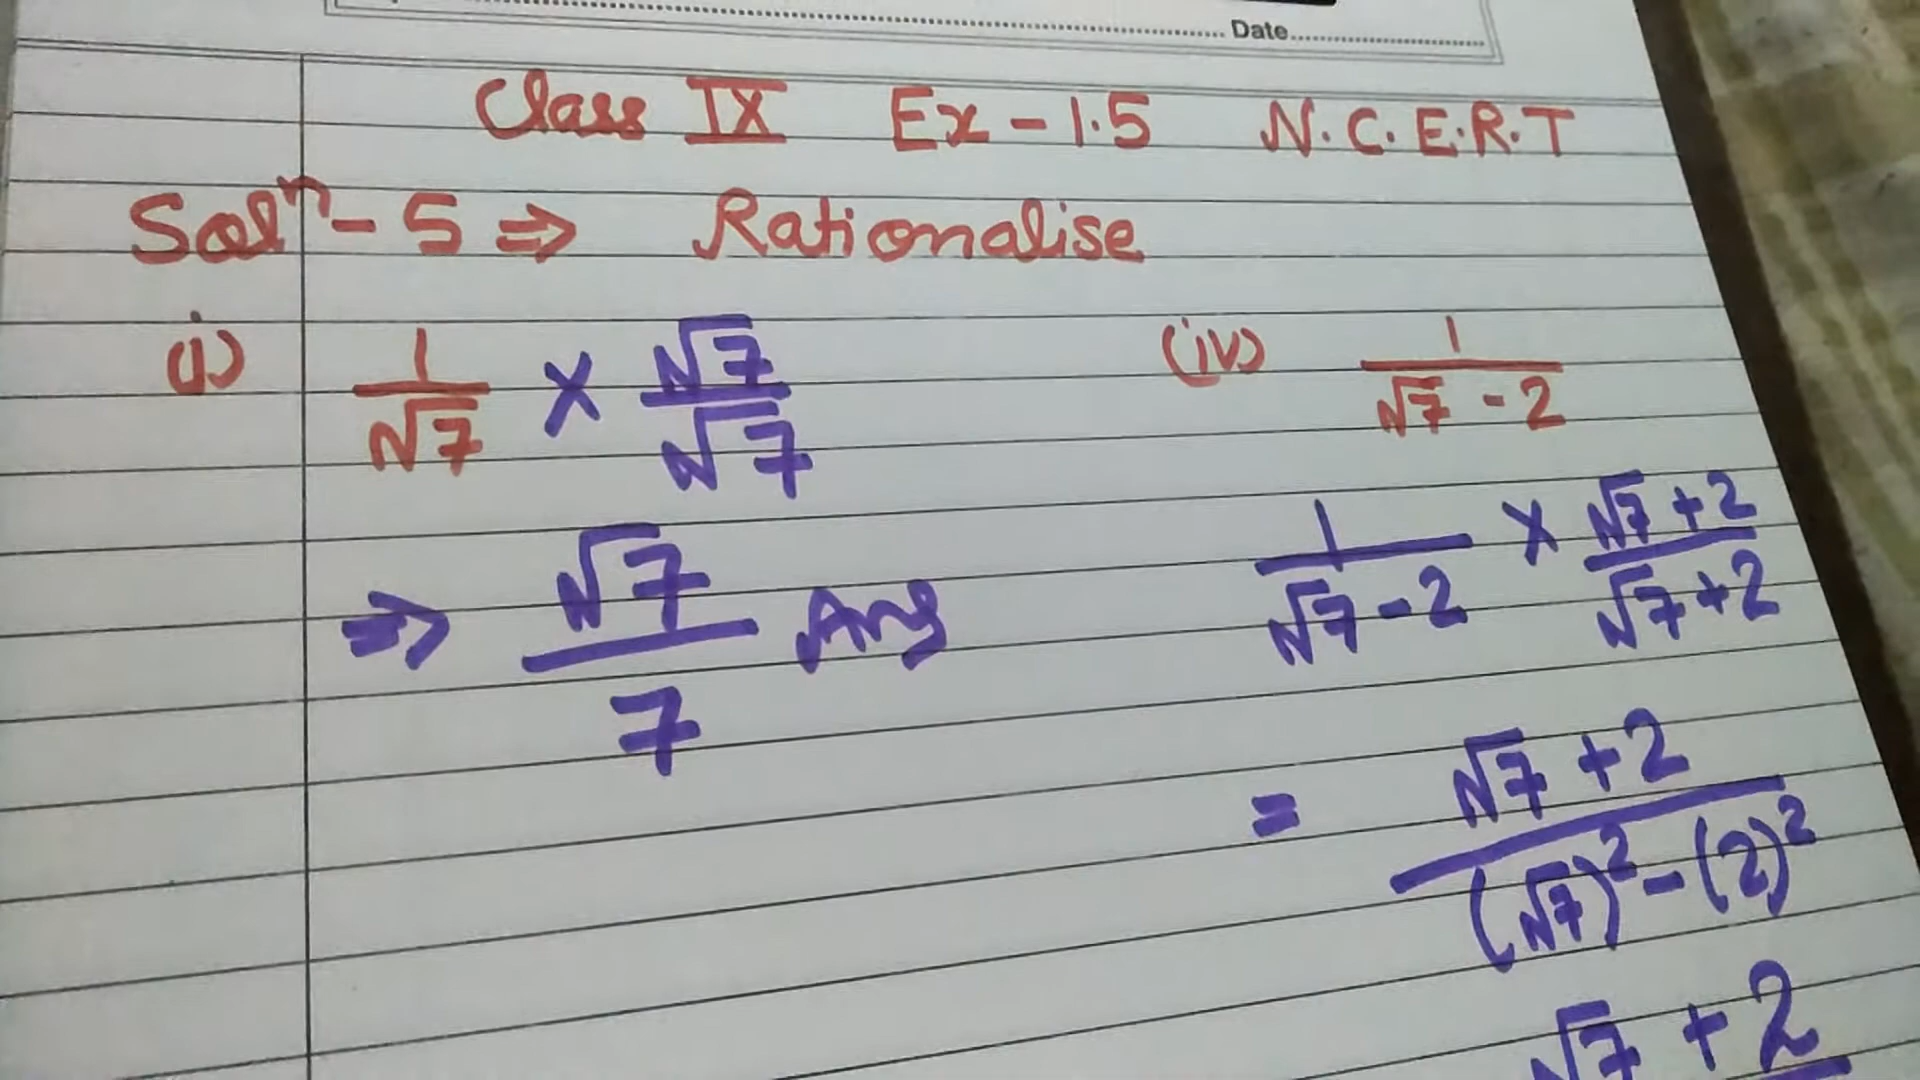 Date
Class IX Ex - 1.5 N.C.E.R.T
Solⁿ - 5 ⇒ Rationalise
(i) 1/√7 × √7/√7
⇒ √7/7 Ans
(iv) 1/(√7 - 2)
1/(√7 - 2) × (√7 + 2)/(√7 + 2)
= (√7 + 2)/((√7)² - (2)²)
√7 + 2